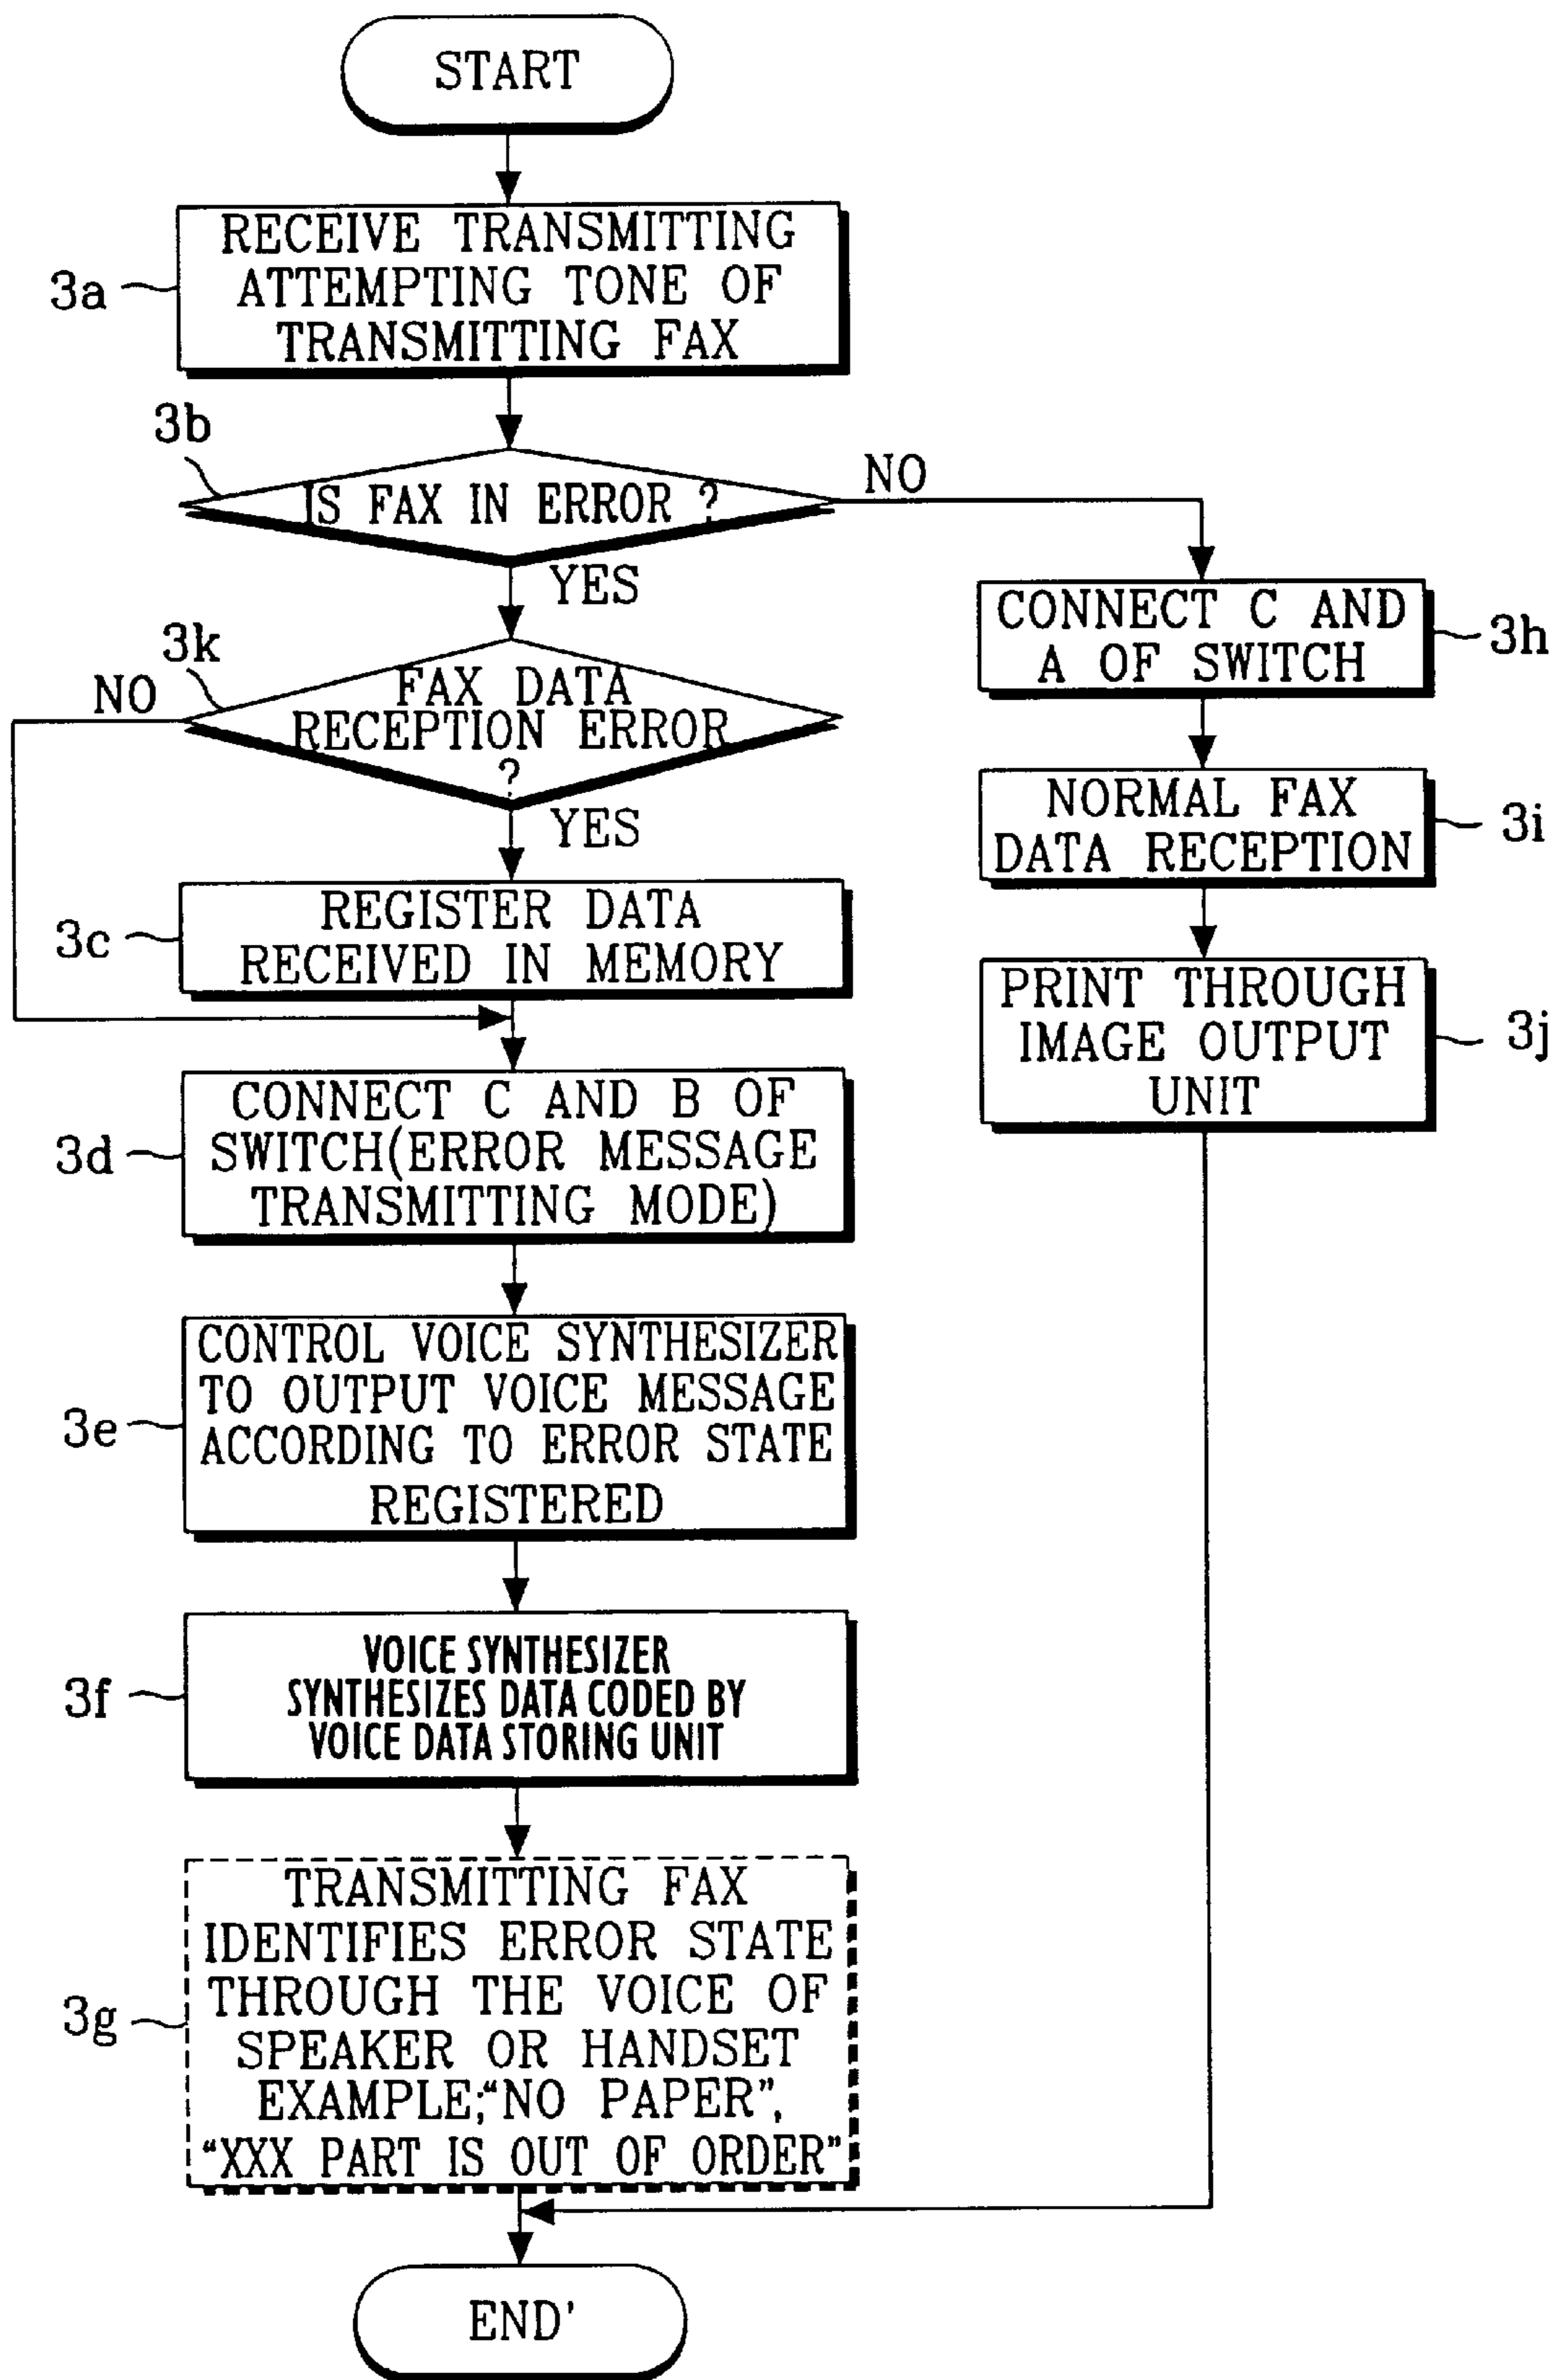 START
3a
RECEIVE TRANSMITTING
ATTEMPTING TONE OF
TRANSMITTING FAX
3b
IS FAX IN ERROR ?
NO
YES
3k
FAX DATA
RECEPTION ERROR
?
NO
YES
3c
REGISTER DATA
RECEIVED IN MEMORY
3d
CONNECT C AND B OF
SWITCH(ERROR MESSAGE
TRANSMITTING MODE)
3e
CONTROL VOICE SYNTHESIZER
TO OUTPUT VOICE MESSAGE
ACCORDING TO ERROR STATE
REGISTERED
3f
VOICE SYNTHESIZER
SYNTHESIZES DATA CODED BY
VOICE DATA STORING UNIT
3g
TRANSMITTING FAX
IDENTIFIES ERROR STATE
THROUGH THE VOICE OF
SPEAKER OR HANDSET
EXAMPLE;“NO PAPER”,
“XXX PART IS OUT OF ORDER”
CONNECT C AND
A OF SWITCH
3h
NORMAL FAX
DATA RECEPTION
3i
PRINT THROUGH
IMAGE OUTPUT
UNIT
3j
END'